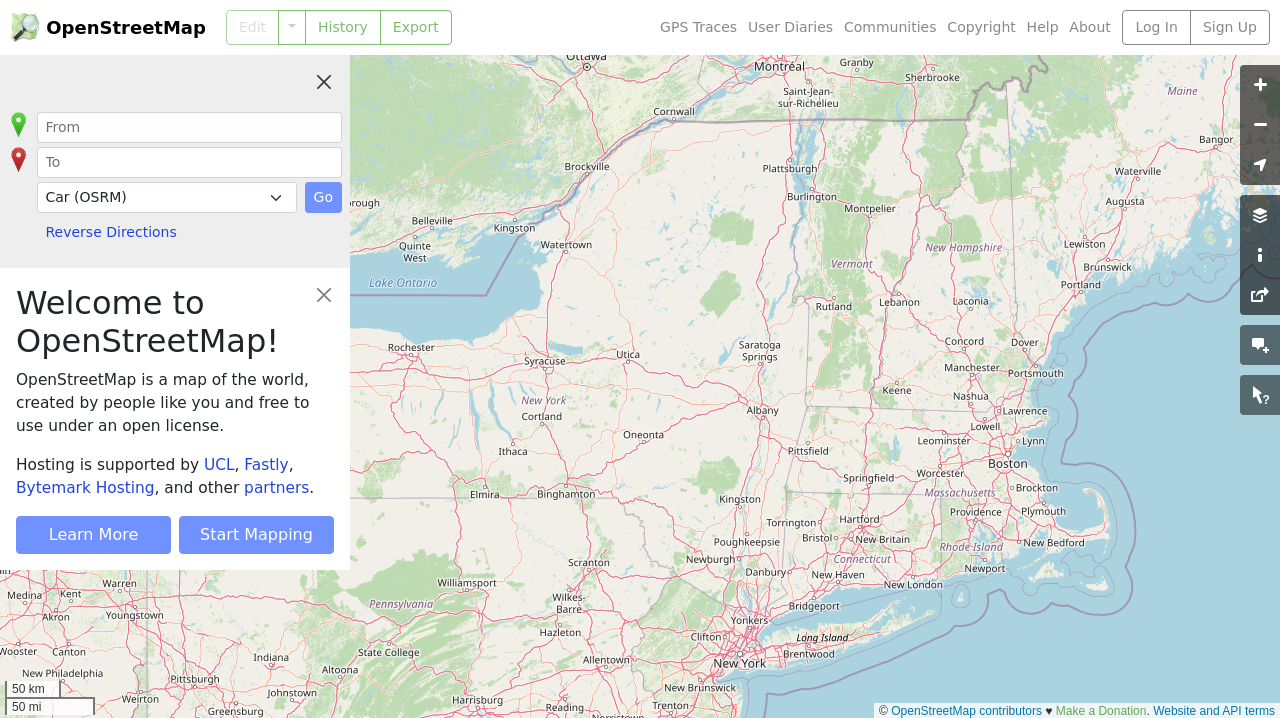 OpenStreetMap
Edit
History
Export
GPS Traces
User Diaries
Communities
Copyright
Help
About
Log In
Sign Up
From
To
Car (OSRM)
Go
Reverse Directions
Welcome to
OpenStreetMap!
OpenStreetMap is a map of the world,
created by people like you and free to
use under an open license.
Hosting is supported by UCL, Fastly,
Bytemark Hosting, and other partners.
Learn More
Start Mapping
Ottawa
Montréal
Granby
Sherbrooke
Saint-Jean-
sur-Richelieu
Maine
Cornwall
Bangor
Brockville
Plattsburgh
Waterville
Burlington
Augusta
Montpelier
Belleville
Kingston
Quinte
West
Watertown
Lewiston
New Hampshire
Brunswick
Vermont
Lake Ontario
Portland
Rutland
Lebanon
Laconia
Rochester
Syracuse
Utica
Saratoga
Springs
Concord
Dover
Manchester
Portsmouth
Keene
Nashua
New York
Cortland
Albany
Lawrence
Lowell
Oneonta
Leominster
Lynn
Ithaca
Pittsfield
Boston
Worcester
Springfield
Elmira
Binghamton
Kingston
Massachusetts
Brockton
Plymouth
Providence
Torrington
Hartford
Poughkeepsie
Bristol
New Britain
Rhode Island
New Bedford
Scranton
Newburgh
Connecticut
Danbury
New Haven
Newport
Warren
Williamsport
New London
Medina
Kent
Akron
Youngstown
Pennsylvania
Wilkes-
Barre
Bridgeport
Yonkers
Hazleton
Clifton
Long Island
Wooster
Canton
Indiana
State College
Brentwood
New Philadelphia
Pittsburgh
Altoona
Allentown
New York
Johnstown
Weirton
Greensburg
Harrisburg
Reading
Trenton
New Brunswick
Norristown
50 km
50 mi
© OpenStreetMap contributors ♥ Make a Donation. Website and API terms